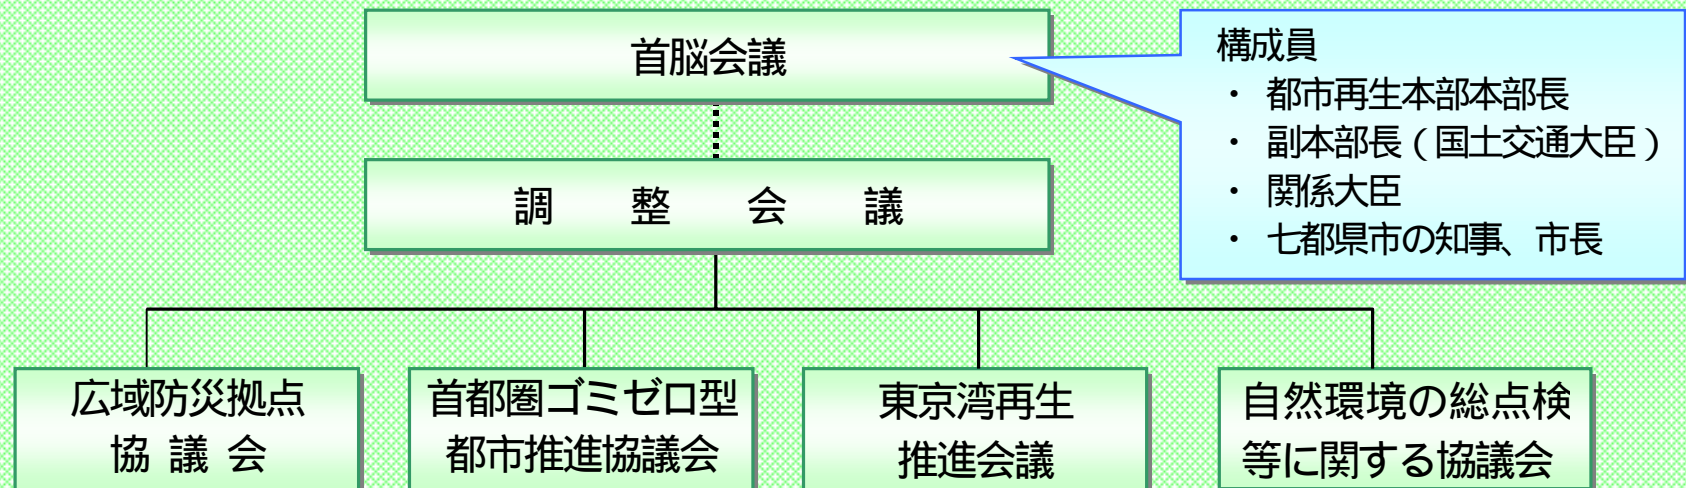 首脳会議
構成員
・ 都市再生本部本部長
・ 副本部長（国土交通大臣）
・ 関係大臣
・ 七都県市の知事、市長
調　整　会　議
広域防災拠点
協 議 会
首都圏ゴミゼロ型
都市推進協議会
東京湾再生
推進会議
自然環境の総点検
等に関する協議会